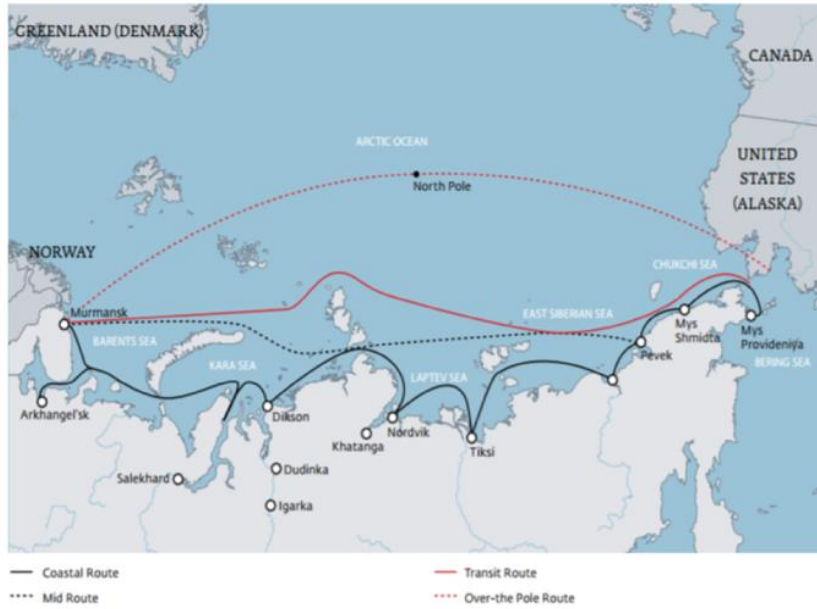 GREENLAND (DENMARK)
CANADA
ARCTIC OCEAN
UNITED
STATES
(ALASKA)
North Pole
NORWAY
CHUKCHI SEA
Murmansk
EAST SIBERIAN SEA
Mys
Shmidta
Mys
Provideniya
BARENTS SEA
Pevek
KARA SEA
LAPTEV SEA
BERING SEA
Arkhangel'sk
Dikson
Nordvik
Khatanga
Tiksi
Salekhard
Dudinka
Igarka
Coastal Route
Transit Route
Mid Route
Over-the Pole Route